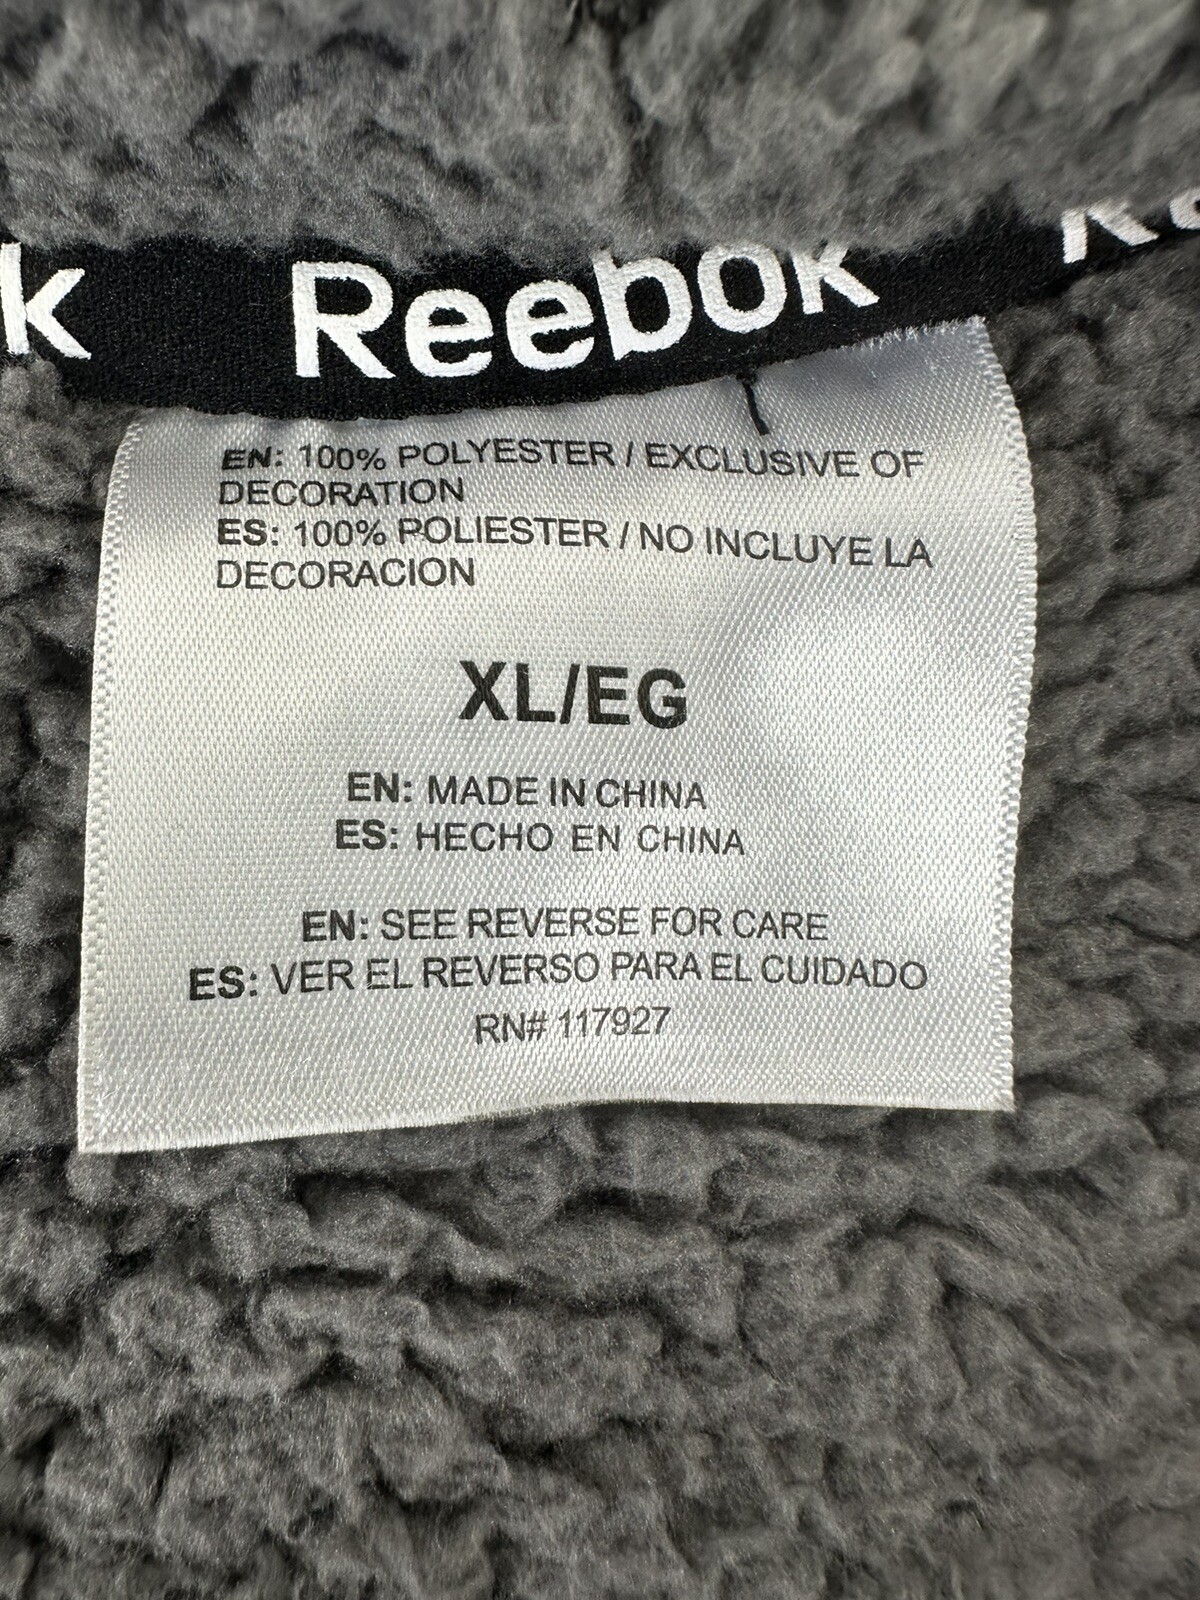 k Reebok Re
EN: 100% POLYESTER / EXCLUSIVE OF
DECORATION
ES: 100% POLIESTER / NO INCLUYE LA
DECORACION
XL/EG
EN: MADE IN CHINA
ES: HECHO EN CHINA
EN: SEE REVERSE FOR CARE
ES: VER EL REVERSO PARA EL CUIDADO
RN# 117927